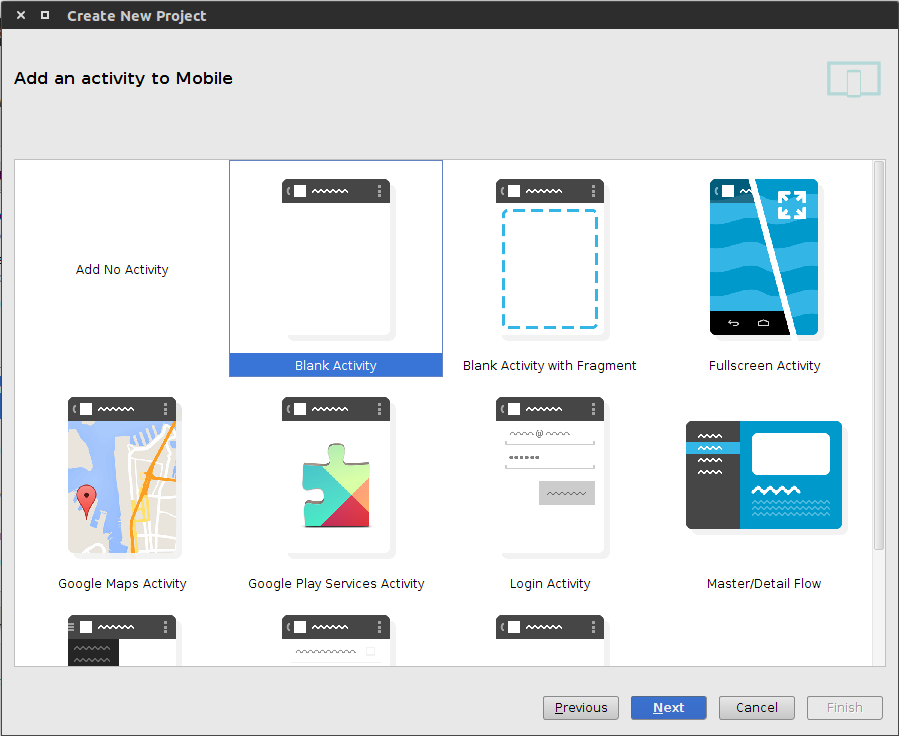 Create New Project
Add an activity to Mobile
Add No Activity
Blank Activity
Blank Activity with Fragment
Fullscreen Activity
Google Maps Activity
Google Play Services Activity
Login Activity
Master/Detail Flow
Previous
Next
Cancel
Finish